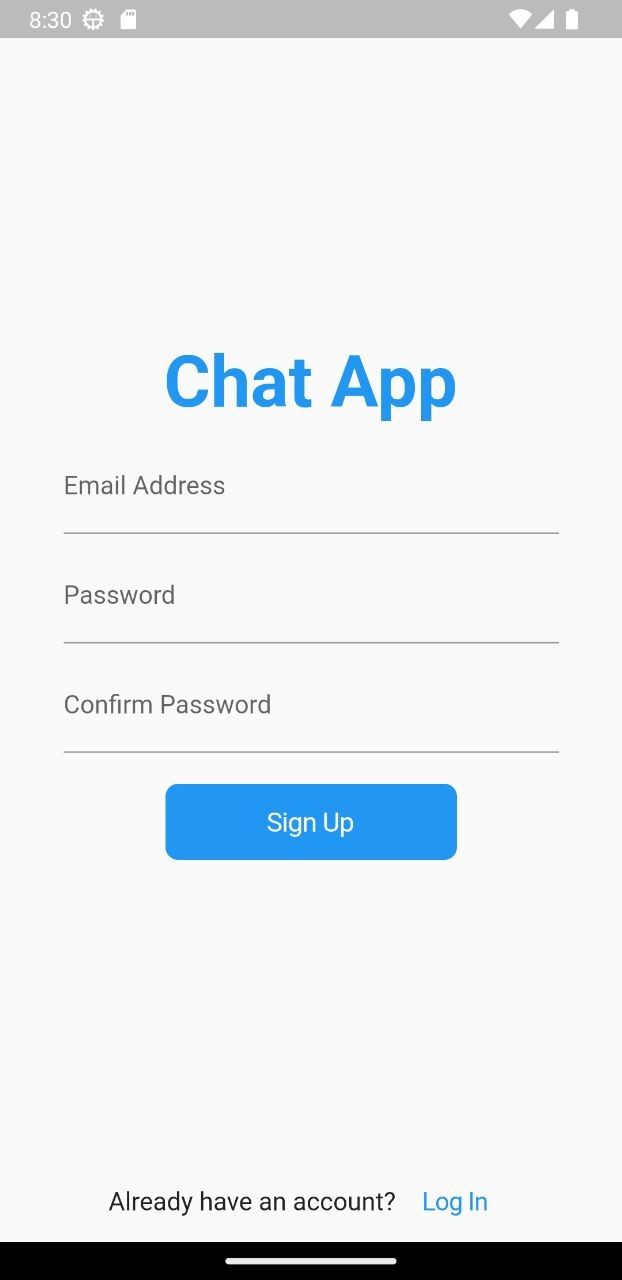 8:30
Chat App
Email Address
Password
Confirm Password
Sign Up
Already have an account? Log In